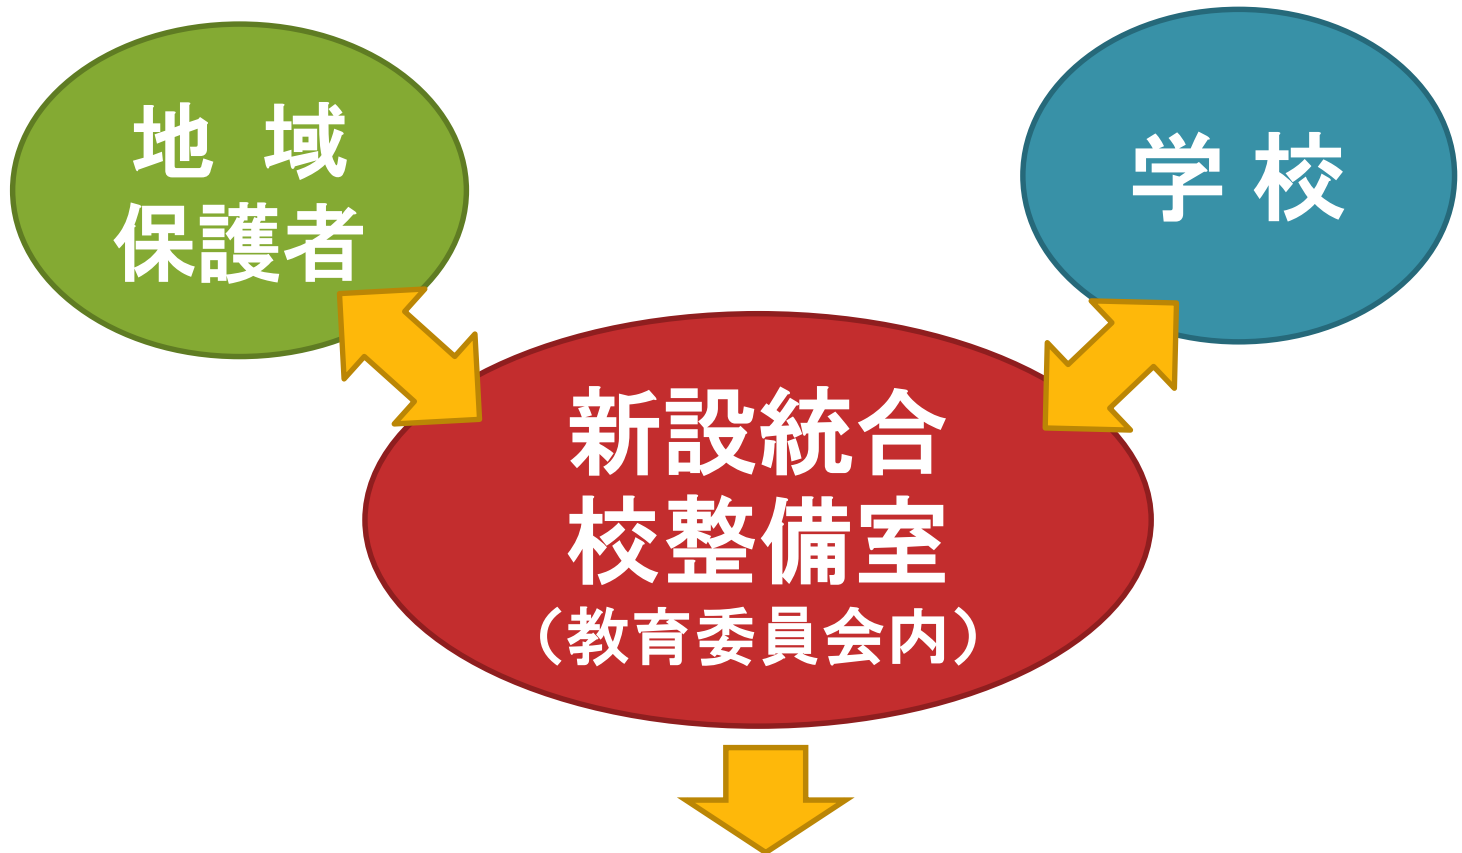 地 域
保護者
学 校
新設統合
校整備室
（教育委員会内）